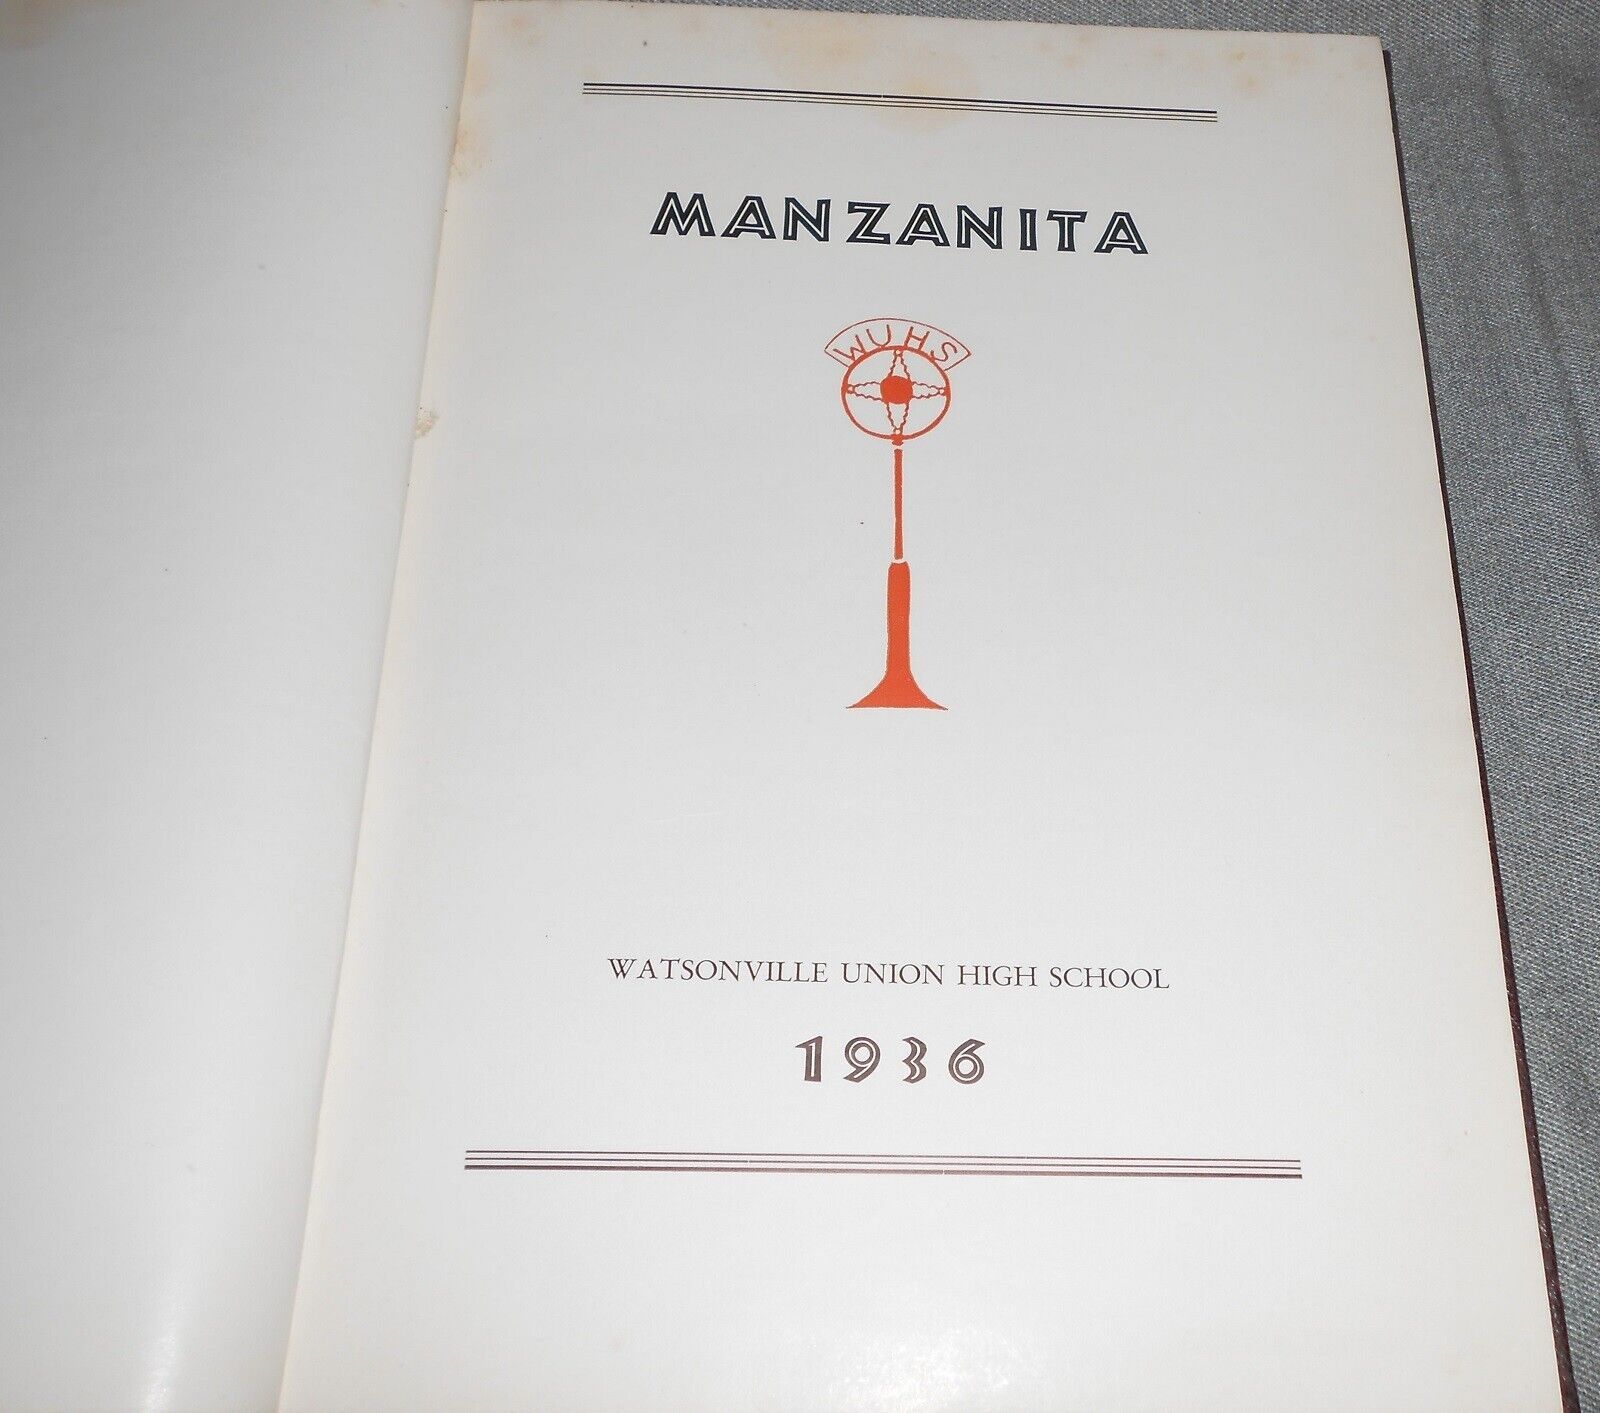 MANZANITA
WUHS
WATSONVILLE UNION HIGH SCHOOL
1936